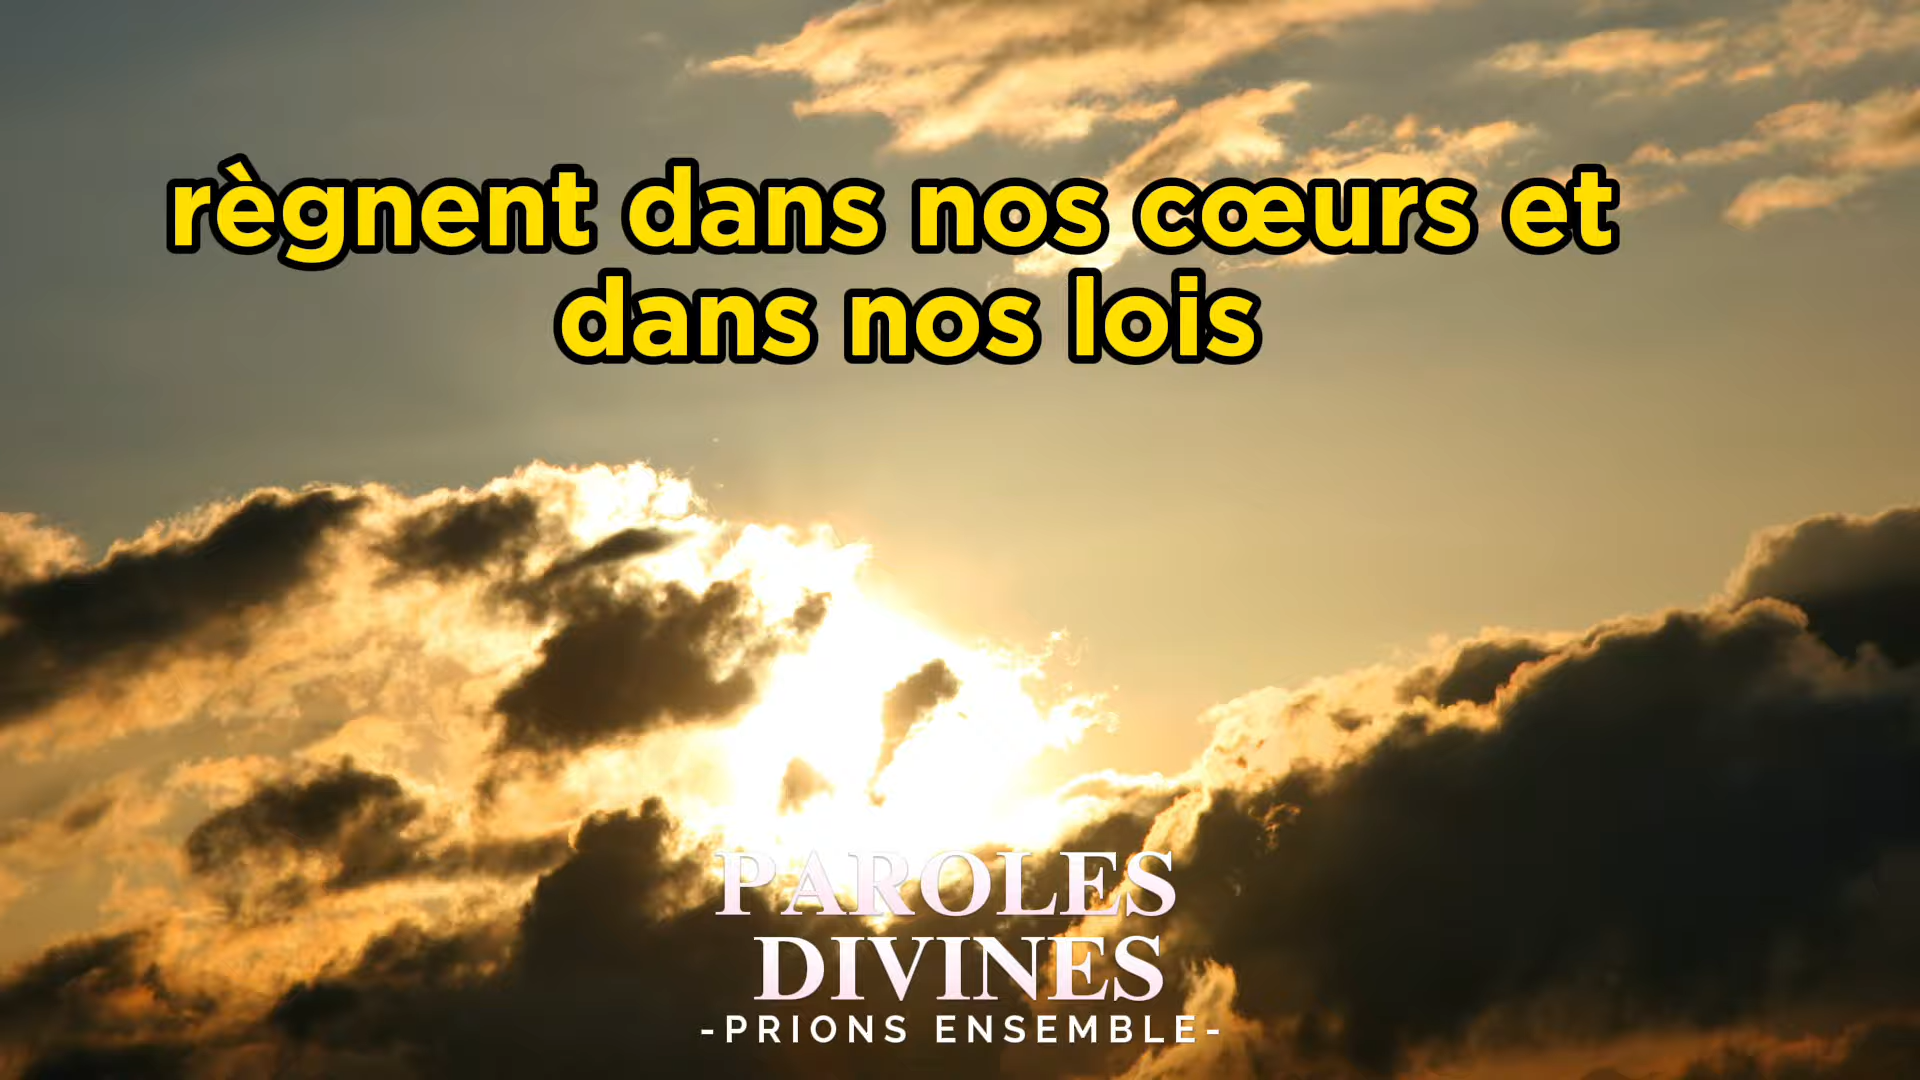 règnent dans nos cœurs et
dans nos lois
PAROLES
DIVINES
-PRIONS ENSEMBLE-